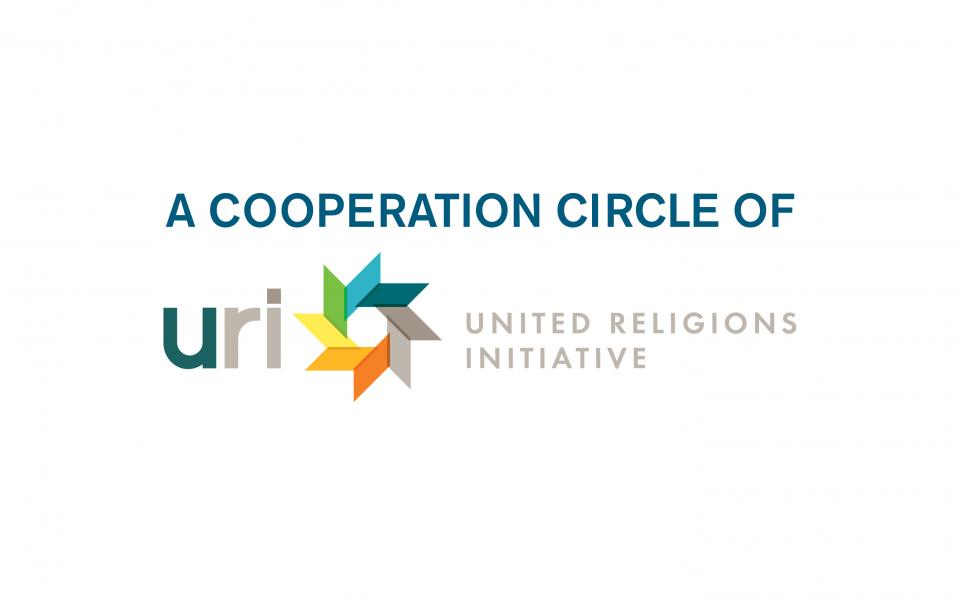 A COOPERATION CIRCLE OF
uri
UNITED RELIGIONS
INITIATIVE